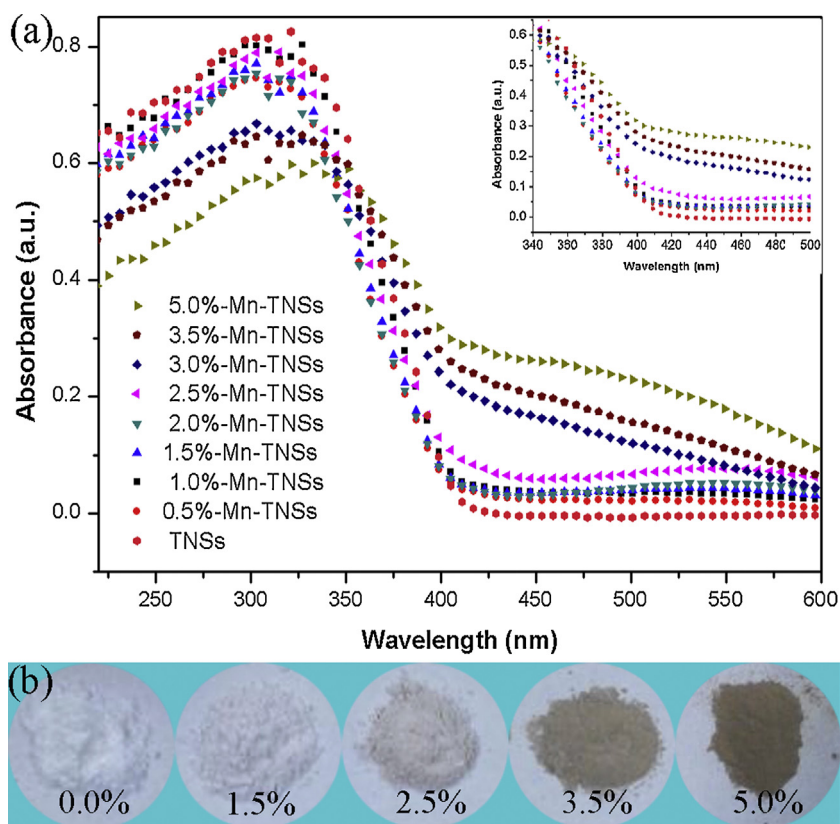 (a)
Absorbance (a.u.)
0.8
0.6
0.4
0.2
0.0
250
300
350
400
450
500
550
600
Wavelength (nm)
5.0%-Mn-TNSs
3.5%-Mn-TNSs
3.0%-Mn-TNSs
2.5%-Mn-TNSs
2.0%-Mn-TNSs
1.5%-Mn-TNSs
1.0%-Mn-TNSs
0.5%-Mn-TNSs
TNSs
Absorbance (a.u.)
0.6
0.5
0.4
0.3
0.2
0.1
0.0
340
360
380
400
420
440
460
480
500
Wavelength (nm)
(b)
0.0%
1.5%
2.5%
3.5%
5.0%